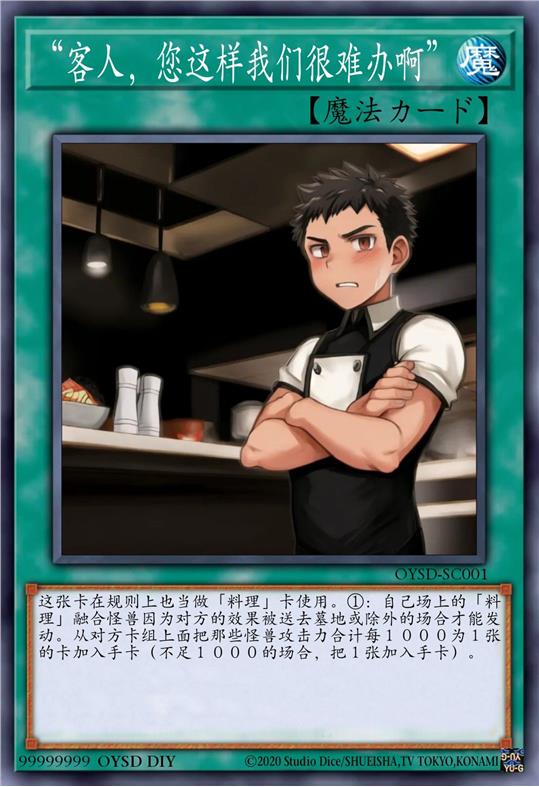 “客人，您这样我们很难办啊”
魔
【魔法カード】
OYSD-SC001
这张卡在规则上也当做「料理」卡使用。①：自己场上的「料
理」融合怪兽因为对方的效果被送去墓地或除外的场合才能发
动。从对方卡组上面把那些怪兽攻击力合计每１０００为１张
的卡加入手卡（不足１０００的场合，把１张加入手卡）。
99999999 OYSD DIY
©2020 Studio Dice/SHUEISHA,TV TOKYO,KONAMI